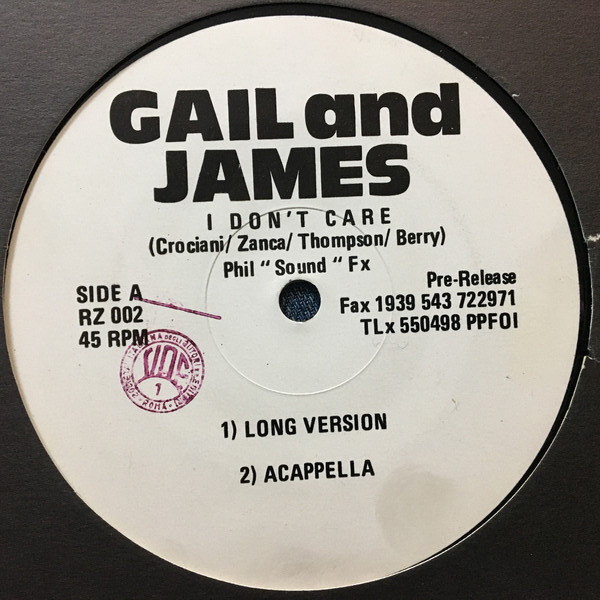 GAIL and
JAMES
I DON'T CARE
(Crociani/ Zanca/ Thompson/ Berry)
Phil " Sound " Fx
SIDE A
RZ 002
45 RPM
Pre-Release
Fax 1939 543 722971
TLx 550498 PPFOI
1) LONG VERSION
2) ACAPPELLA
ROMA